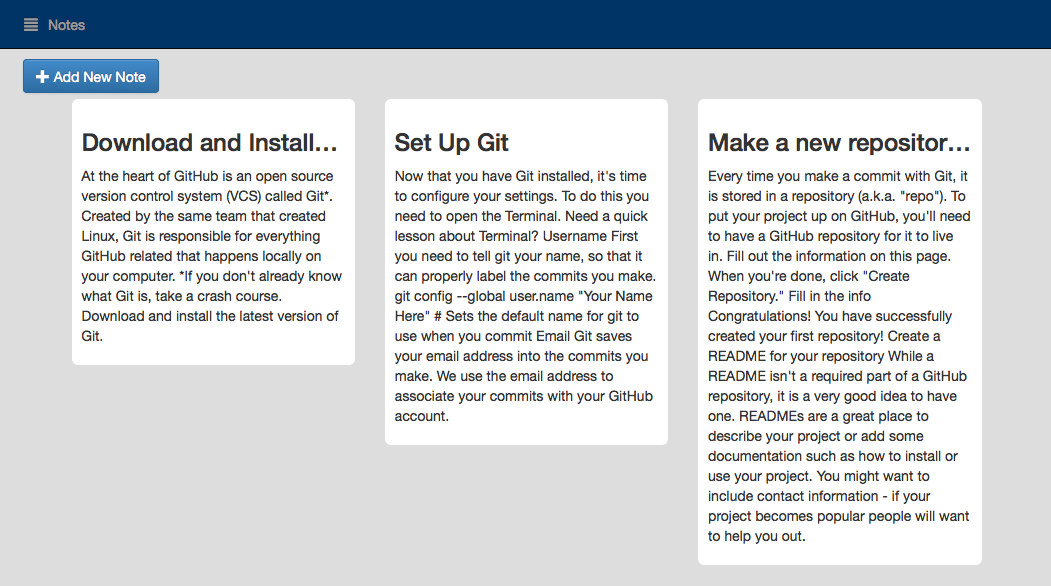 Notes
Add New Note
Download and Install...
At the heart of GitHub is an open source
version control system (VCS) called Git*.
Created by the same team that created
Linux, Git is responsible for everything
GitHub related that happens locally on
your computer. *If you don't already know
what Git is, take a crash course.
Download and install the latest version of
Git.
Set Up Git
Now that you have Git installed, it's time
to configure your settings. To do this you
need to open the Terminal. Need a quick
lesson about Terminal? Username First
you need to tell git your name, so that it
can properly label the commits you make.
git config --global user.name "Your Name
Here" # Sets the default name for git to
use when you commit Email Git saves
your email address into the commits you
make. We use the email address to
associate your commits with your GitHub
account.
Make a new repositor...
Every time you make a commit with Git, it
is stored in a repository (a.k.a. "repo"). To
put your project up on GitHub, you'll need
to have a GitHub repository for it to live
in. Fill out the information on this page.
When you're done, click "Create
Repository." Fill in the info
Congratulations! You have successfully
created your first repository! Create a
README for your repository While a
README isn't a required part of a GitHub
repository, it is a very good idea to have
one. READMEs are a great place to
describe your project or add some
documentation such as how to install or
use your project. You might want to
include contact information - if your
project becomes popular people will want
to help you out.